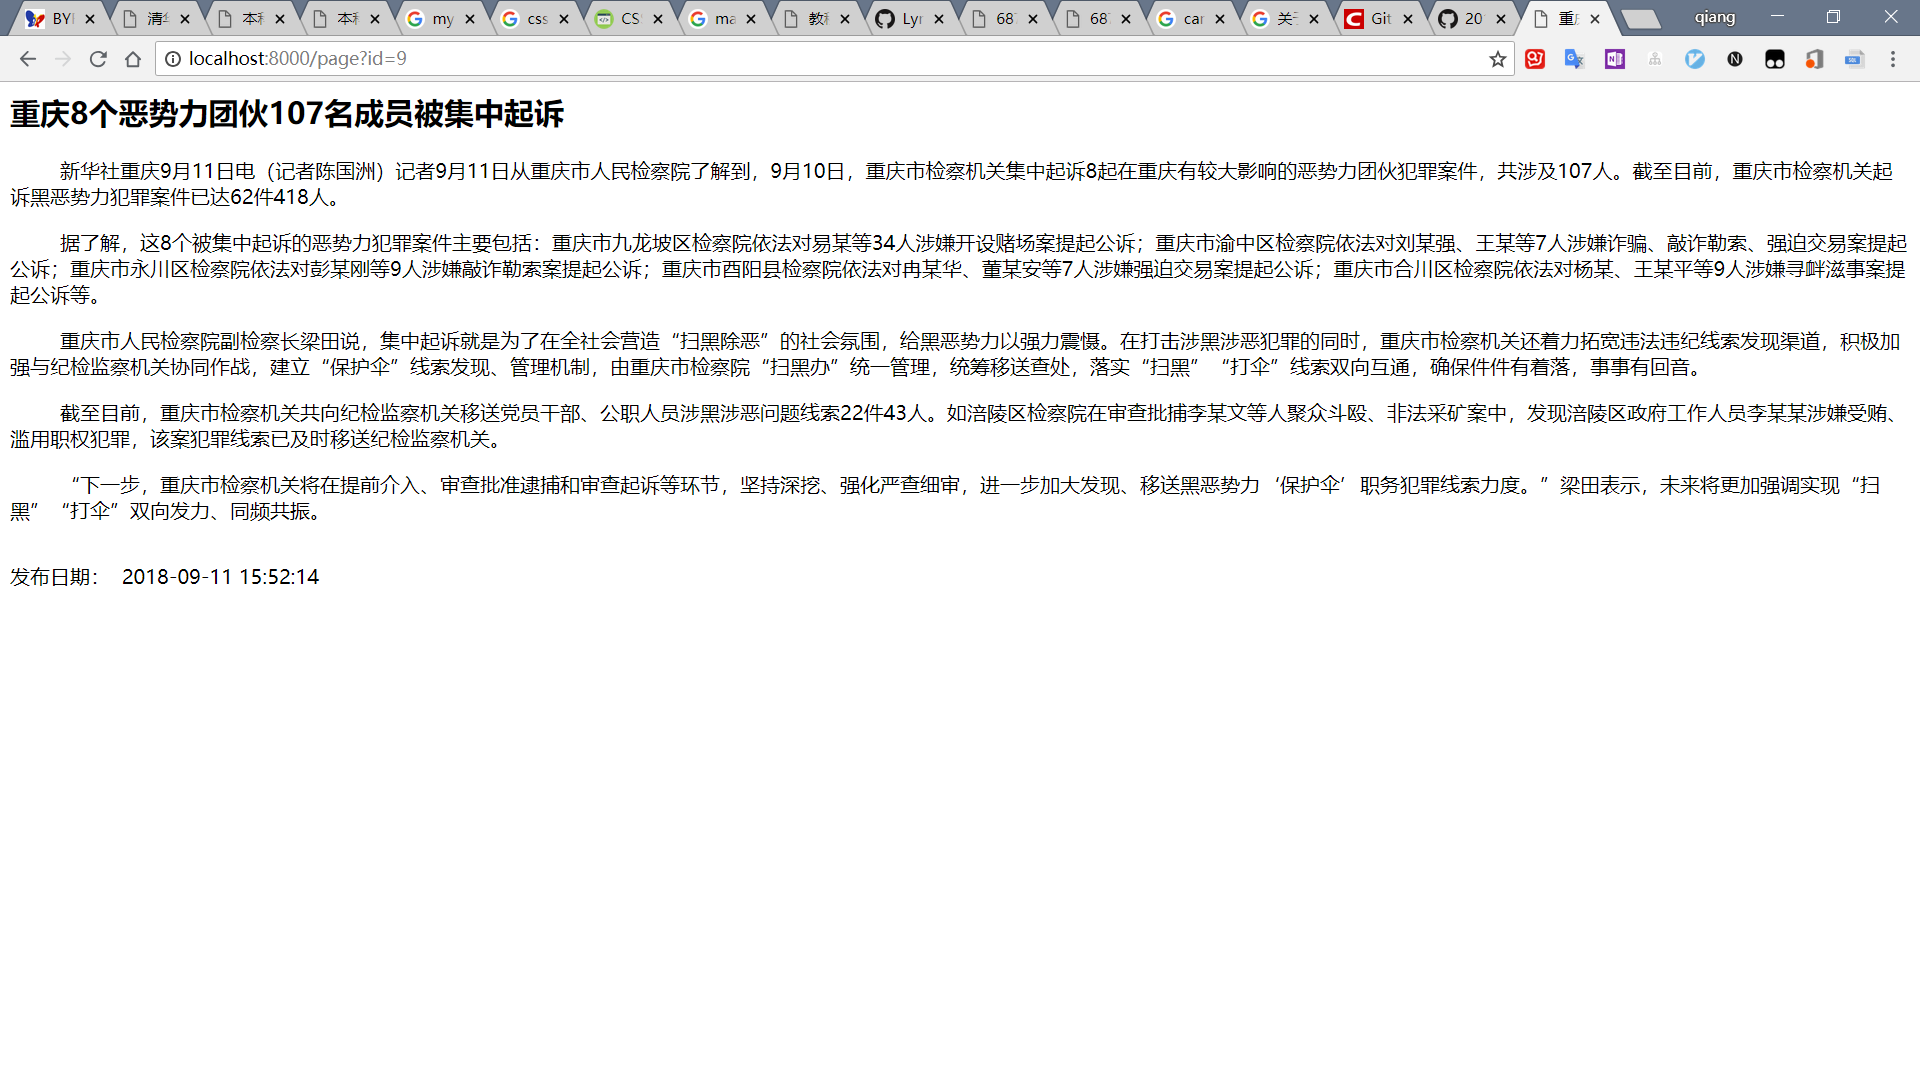 BY
清
本
本
my
css
CS
ma
教
Lyr
68
68
car
关
Git
20
重
qiang
localhost:8000/page?id=9
重庆8个恶势力团伙107名成员被集中起诉
新华社重庆9月11日电（记者陈国洲）记者9月11日从重庆市人民检察院了解到，9月10日，重庆市检察机关集中起诉8起在重庆有较大影响的恶势力团伙犯罪案件，共涉及107人。截至目前，重庆市检察机关起
诉黑恶势力犯罪案件已达62件418人。
据了解，这8个被集中起诉的恶势力犯罪案件主要包括：重庆市九龙坡区检察院依法对易某等34人涉嫌开设赌场案提起公诉；重庆市渝中区检察院依法对刘某强、王某等7人涉嫌诈骗、敲诈勒索、强迫交易案提起
公诉；重庆市永川区检察院依法对彭某刚等9人涉嫌敲诈勒索案提起公诉；重庆市酉阳县检察院依法对冉某华、董某安等7人涉嫌强迫交易案提起公诉；重庆市合川区检察院依法对杨某、王某平等9人涉嫌寻衅滋事案提
起公诉等。
重庆市人民检察院副检察长梁田说，集中起诉就是为了在全社会营造“扫黑除恶”的社会氛围，给黑恶势力以强力震慑。在打击涉黑涉恶犯罪的同时，重庆市检察机关还着力拓宽违法违纪线索发现渠道，积极加
强与纪检监察机关协同作战，建立“保护伞”线索发现、管理机制，由重庆市检察院“扫黑办”统一管理，统筹移送查处，落实“扫黑”“打伞”线索双向互通，确保件件有着落，事事有回音。
截至目前，重庆市检察机关共向纪检监察机关移送党员干部、公职人员涉黑涉恶问题线索22件43人。如涪陵区检察院在审查批捕李某文等人聚众斗殴、非法采矿案中，发现涪陵区政府工作人员李某某涉嫌受贿、
滥用职权犯罪，该案犯罪线索已及时移送纪检监察机关。
“下一步，重庆市检察机关将在提前介入、审查批准逮捕和审查起诉等环节，坚持深挖、强化严查细审，进一步加大发现、移送黑恶势力‘保护伞’职务犯罪线索力度。”梁田表示，未来将更加强调实现“扫
黑”“打伞”双向发力、同频共振。
发布日期： 2018-09-11 15:52:14